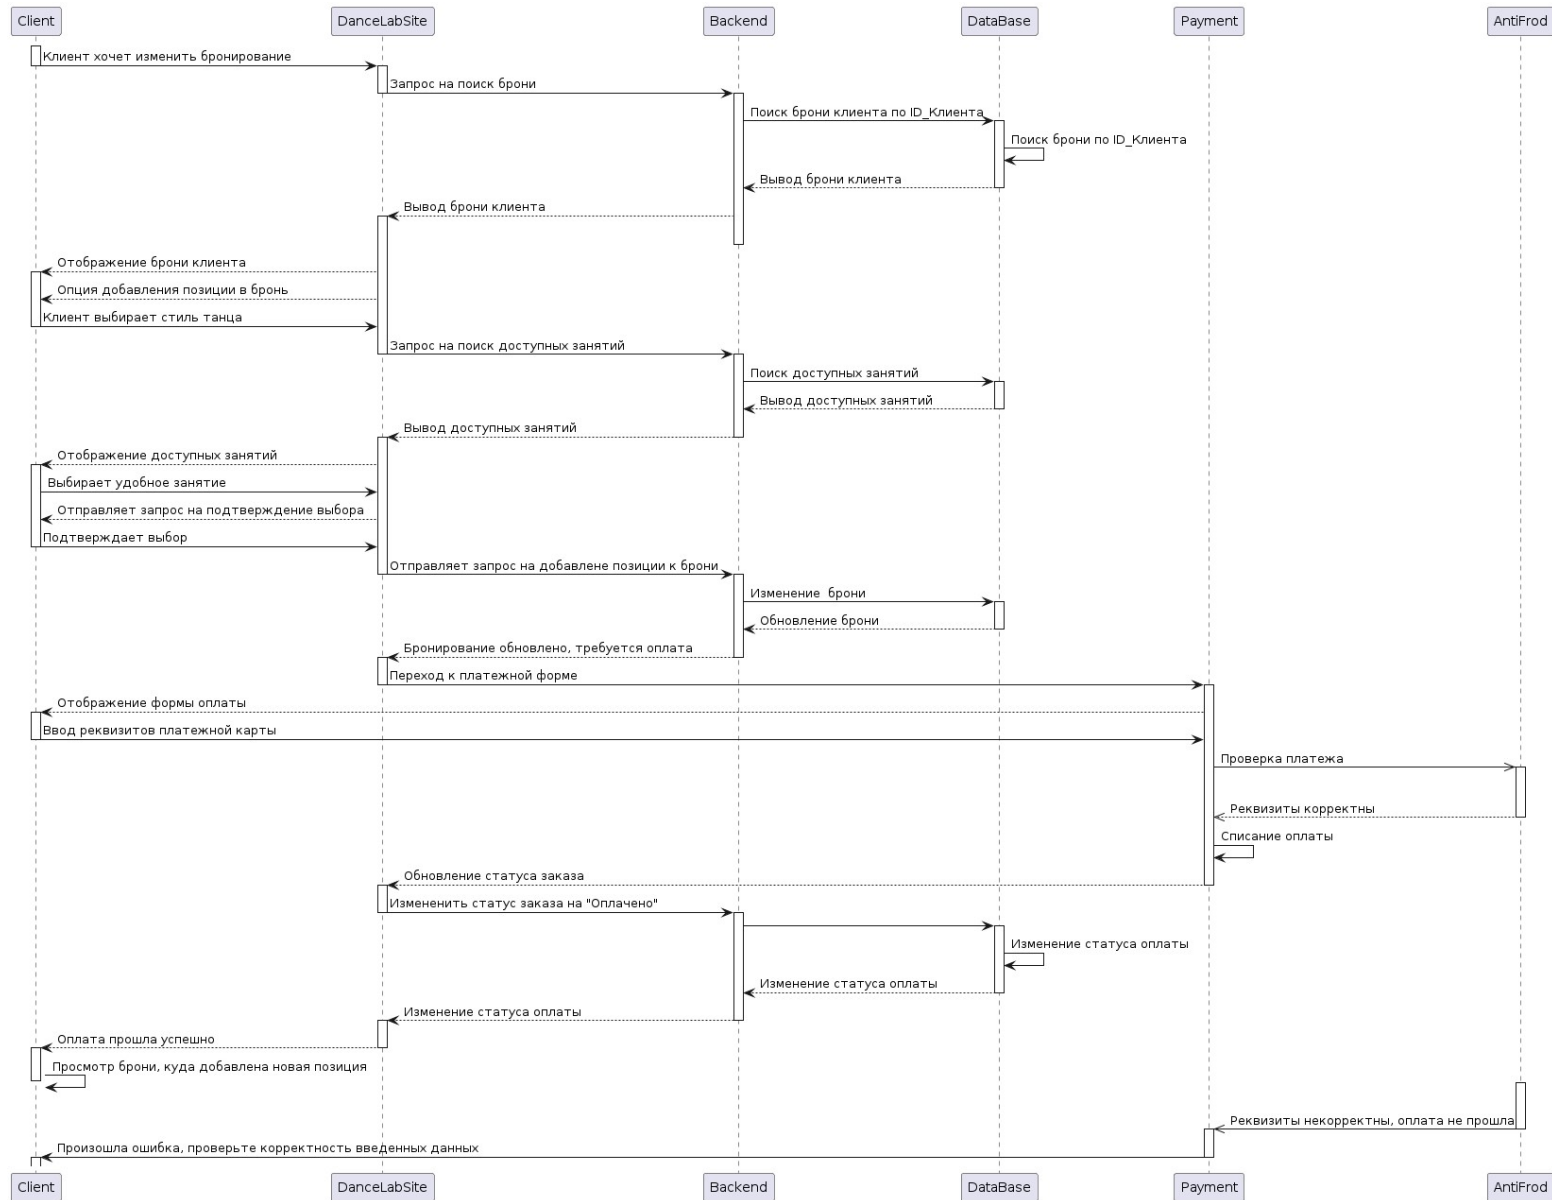 Client
DanceLabSite
Backend
DataBase
Payment
AntiFrod
Клиент хочет изменить бронирование
Запрос на поиск брони
Поиск брони клиента по ID_Клиента
Поиск брони по ID_Клиента
Вывод брони клиента
Вывод брони клиента
Отображение брони клиента
Опция добавления позиции в бронь
Клиент выбирает стиль танца
Запрос на поиск доступных занятий
Поиск доступных занятий
Вывод доступных занятий
Вывод доступных занятий
Отображение доступных занятий
Выбирает удобное занятие
Отправляет запрос на подтверждение выбора
Подтверждает выбор
Отправляет запрос на добавлене позиции к брони
Изменение  брони
Обновление брони
Бронирование обновлено, требуется оплата
Переход к платежной форме
Отображение формы оплаты
Ввод реквизитов платежной карты
Проверка платежа
Реквизиты корректны
Списание оплаты
Обновление статуса заказа
Измененить статус заказа на "Оплачено"
Изменение статуса оплаты
Изменение статуса оплаты
Изменение статуса оплаты
Оплата прошла успешно
Просмотр брони, куда добавлена новая позиция
Реквизиты некорректны, оплата не прошла
Произошла ошибка, проверьте корректность введенных данных
Client
DanceLabSite
Backend
DataBase
Payment
AntiFrod